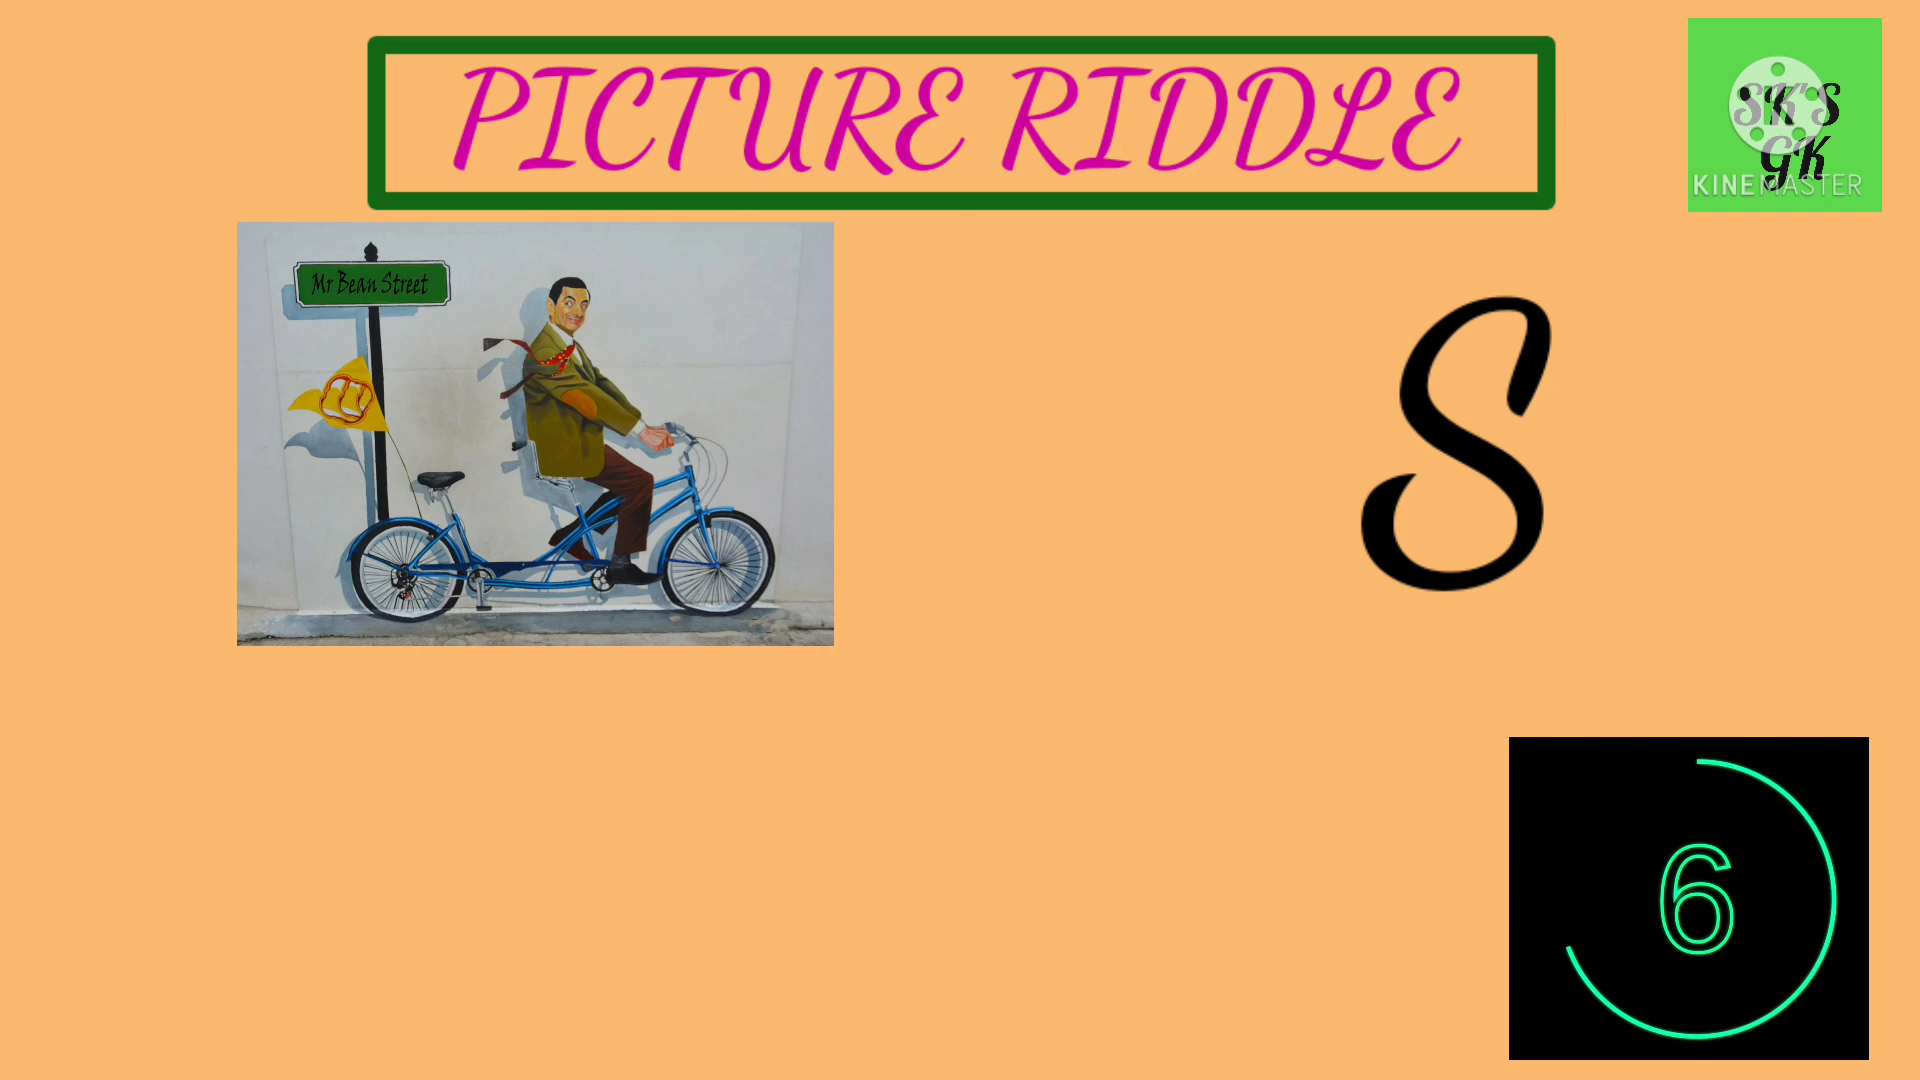 PICTURE RIDDLE
SK'S
GK
KINEMASTER
Mr Bean Street
S
6